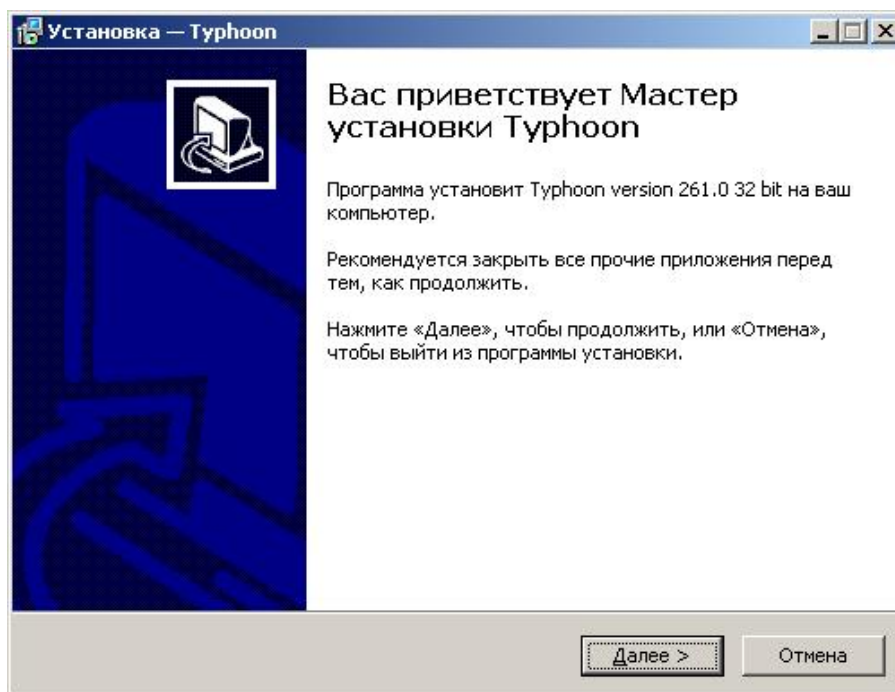 Установка — Typhoon
Вас приветствует Мастер
установки Typhoon
Программа установит Typhoon version 261.0 32 bit на ваш
компьютер.
Рекомендуется закрыть все прочие приложения перед
тем, как продолжить.
Нажмите «Далее», чтобы продолжить, или «Отмена»,
чтобы выйти из программы установки.
Далее >
Отмена